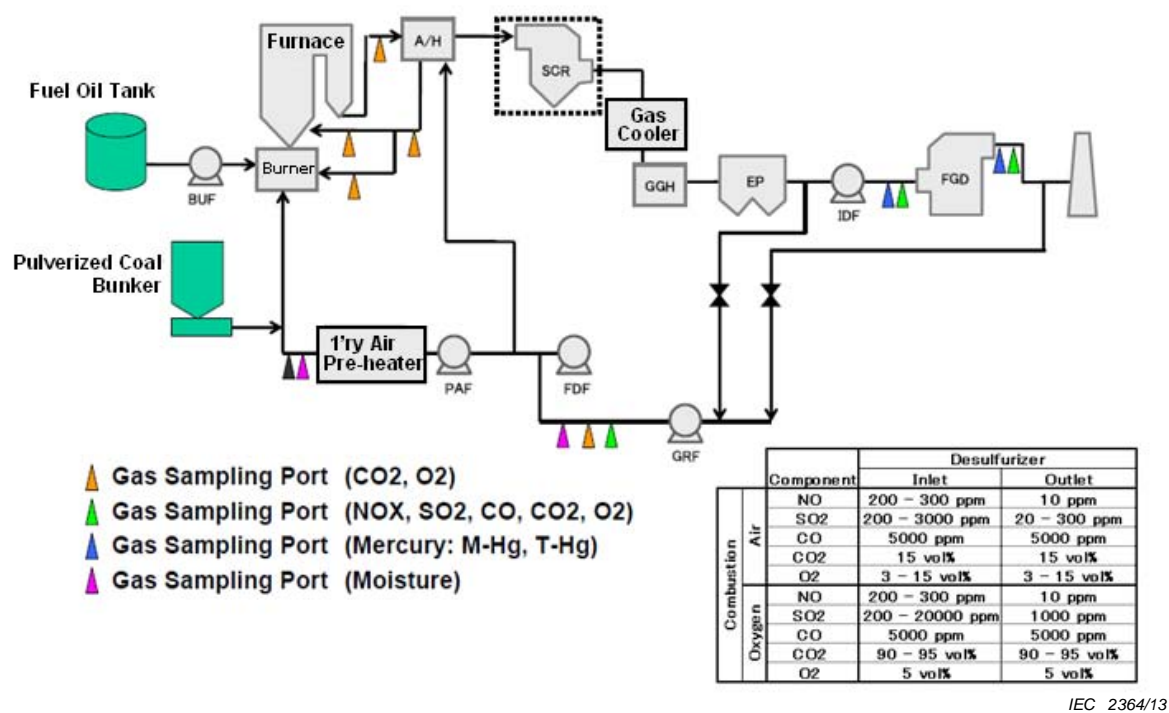 Furnace
A/H
SCR
Fuel Oil Tank
Gas
Cooler
Burner
BUF
GGH
EP
IDF
FGD
Pulverized Coal
Bunker
1'ry Air
Pre-heater
PAF
FDF
GRF
Gas Sampling Port (CO2, O2)
Gas Sampling Port (NOX, SO2, CO, CO2, O2)
Gas Sampling Port (Mercury: M-Hg, T-Hg)
Gas Sampling Port (Moisture)
Desulfurizer
Component Inlet Outlet
Combustion
Air
NO 200 - 300 ppm 10 ppm
SO2 200 - 3000 ppm 20 - 300 ppm
CO 5000 ppm 5000 ppm
CO2 15 vol% 15 vol%
O2 3 - 15 vol% 3 - 15 vol%
Oxygen
NO 200 - 300 ppm 10 ppm
SO2 200 - 20000 ppm 1000 ppm
CO 5000 ppm 5000 ppm
CO2 90 - 95 vol% 90 - 95 vol%
O2 5 vol% 5 vol%
IEC 2364/13